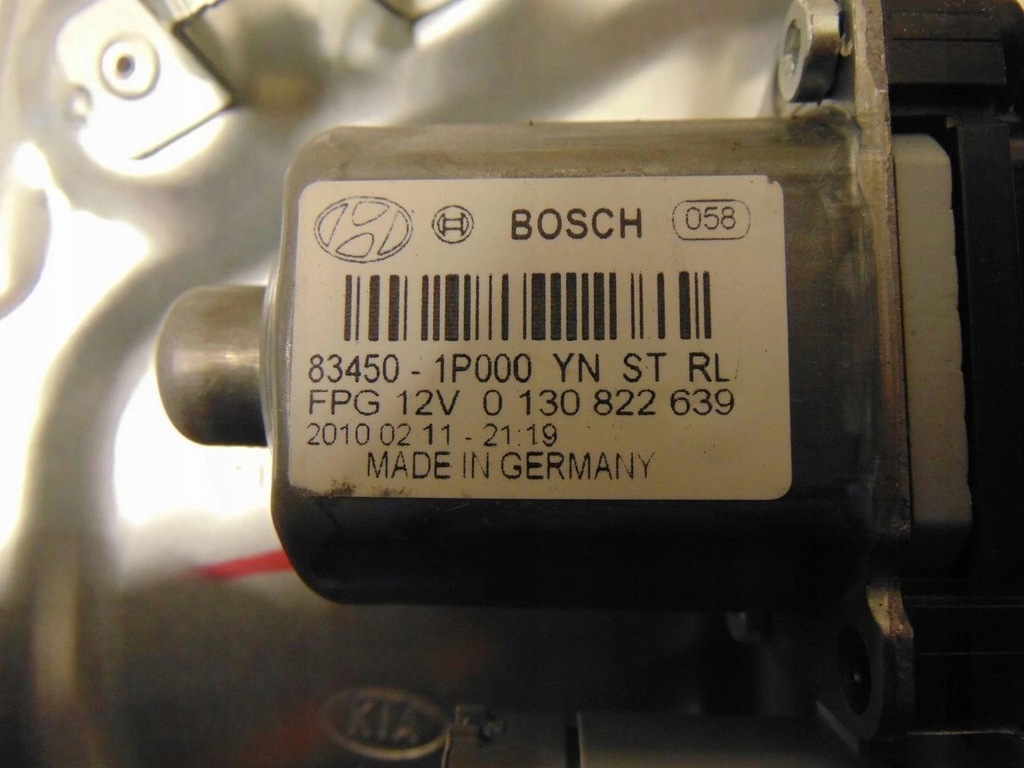 BOSCH 058
83450 - 1P000 YN ST RL
FPG 12V 0 130 822 639
2010 02 11 - 21:19
MADE IN GERMANY
KIA